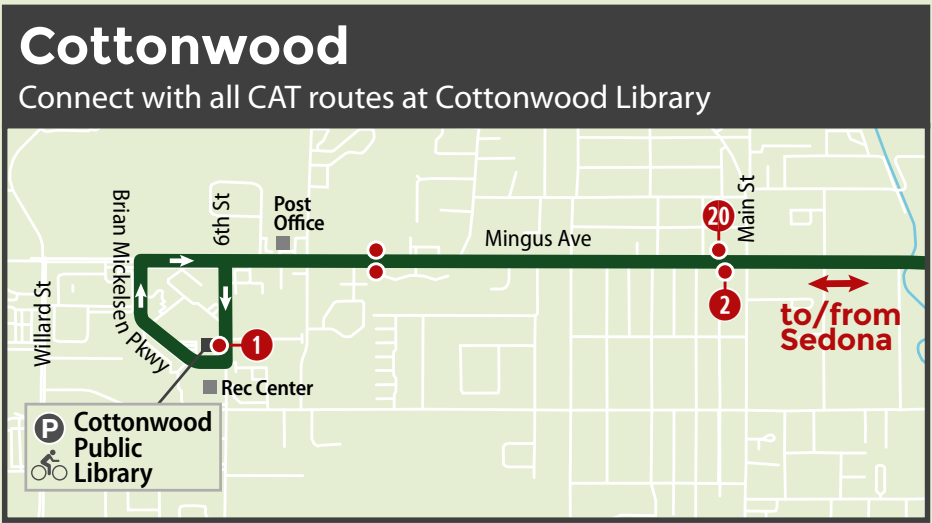 Cottonwood
Connect with all CAT routes at Cottonwood Library
Brian Mickelsen Pkwy
6th St
Post
Office
20
Main St
Mingus Ave
Willard St
2
to/from
Sedona
1
Rec Center
P
Cottonwood
Public
Library